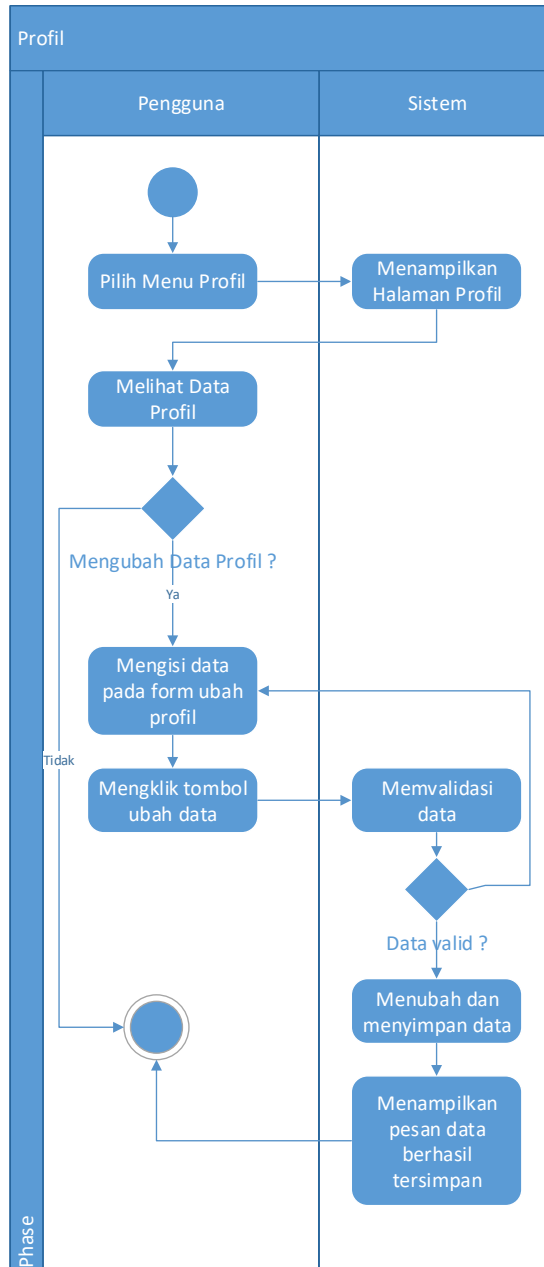 Profil
Pengguna
Sistem
Pilih Menu Profil
Menampilkan
Halaman Profil
Melihat Data
Profil
Mengubah Data Profil ?
Ya
Mengisi data
pada form ubah
profil
Tidak
Mengklik tombol
ubah data
Memvalidasi
data
Data valid ?
Menubah dan
menyimpan data
Menampilkan
pesan data
berhasil
tersimpan
Phase